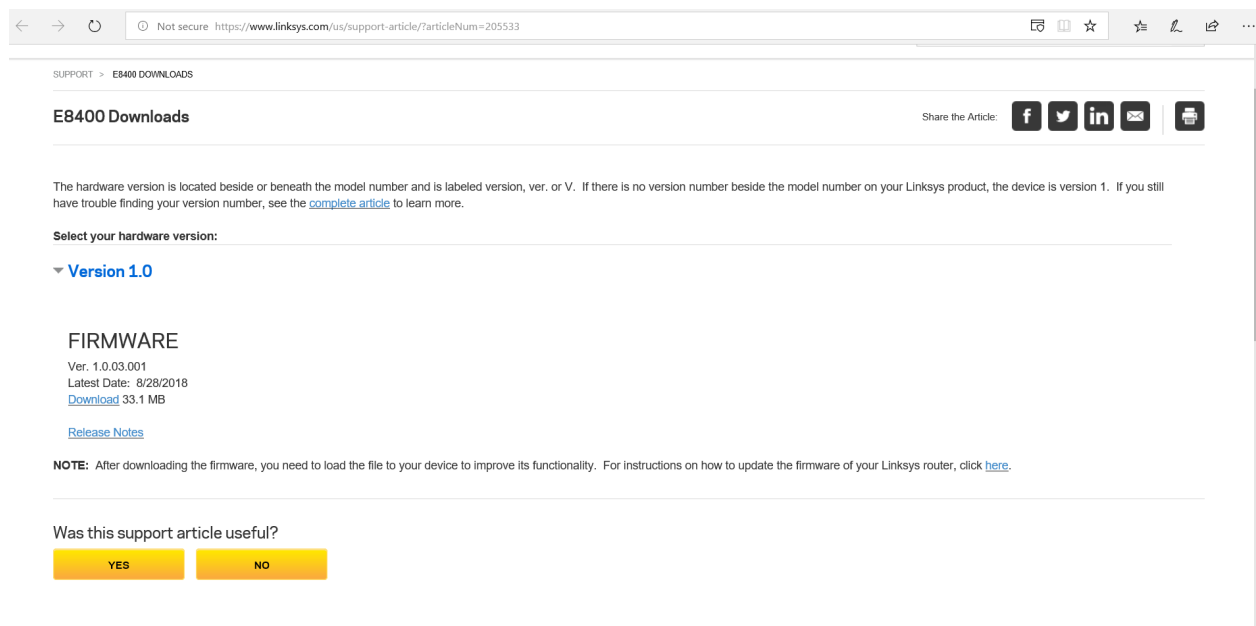 Not secure https://www.linksys.com/us/support-article/?articleNum=205533
SUPPORT > E8400 DOWNLOADS
E8400 Downloads
Share the Article:
The hardware version is located beside or beneath the model number and is labeled version, ver. or V. If there is no version number beside the model number on your Linksys product, the device is version 1. If you still
have trouble finding your version number, see the complete article to learn more.
Select your hardware version:
Version 1.0
FIRMWARE
Ver. 1.0.03.001
Latest Date: 8/28/2018
Download 33.1 MB
Release Notes
NOTE: After downloading the firmware, you need to load the file to your device to improve its functionality. For instructions on how to update the firmware of your Linksys router, click here.
Was this support article useful?
YES NO